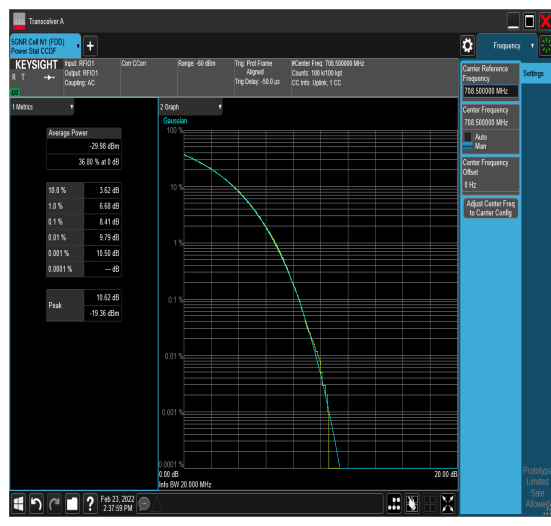 Transceiver A
5GNR Cell N1 (FDD)
Power Stat CCDF
Frequency
KEYSIGHT
R T
Input: RFIO1
Output: RFIO1
Coupling: AC
Corr CCorr
Range: -60 dBm
Trig: Prof Frame
Aligned
Trig Delay: -50.0 µs
#Center Freq: 708.500000 MHz
Counts: 100 k/100 kpt
CC Info: Uplink, 1 CC
1 Metrics
Average Power
-29.98 dBm
36.80 % at 0 dB
10.0 % 3.62 dB
1.0 % 6.68 dB
0.1 % 8.41 dB
0.01 % 9.79 dB
0.001 % 10.50 dB
0.0001 % --- dB
Peak
10.62 dB
-19.36 dBm
2 Graph
Gaussian
100 %
10 %
1 %
0.1 %
0.01 %
0.001 %
0.0001 %
0.00 dB
20.00 dB
Info BW 20.000 MHz
Carrier Reference
Frequency
708.500000 MHz
Settings
Center Frequency
708.500000 MHz
Auto
Man
Center Frequency
Offset
0 Hz
Adjust Center Freq
to Carrier Config
Prototype
Limited
Sale
Allowed
?
Feb 23, 2022
2:37:59 PM